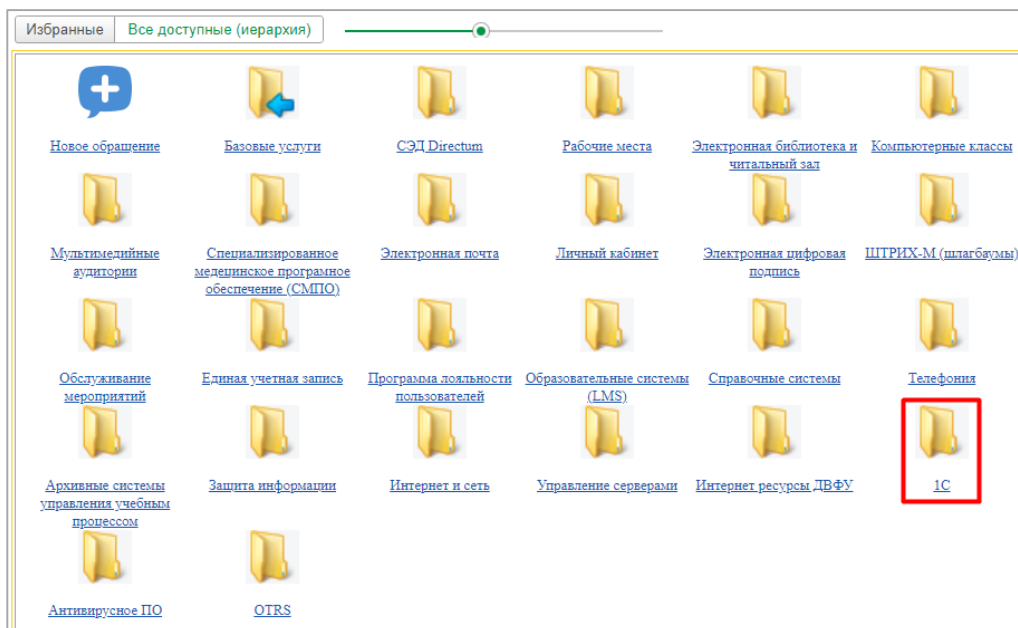 Избранные
Все доступные (иерархия)
Новое обращение
Базовые услуги
СЭД Directum
Рабочие места
Электронная библиотека и
читальный зал
Компьютерные классы
Мультимедийные
аудитории
Специализированное
медецинское програмное
обеспечение (СМПО)
Электронная почта
Личный кабинет
Электронная цифровая
подпись
ШТРИХ-М (шлагбаумы)
Обслуживание
мероприятий
Единая учетная запись
Программа лояльности
пользователей
Образовательные системы
(LMS)
Справочные системы
Телефония
Архивные системы
управления учебным
процессом
Защита информации
Интернет и сеть
Управление серверами
Интернет ресурсы ДВФУ
1С
Антивирусное ПО
OTRS